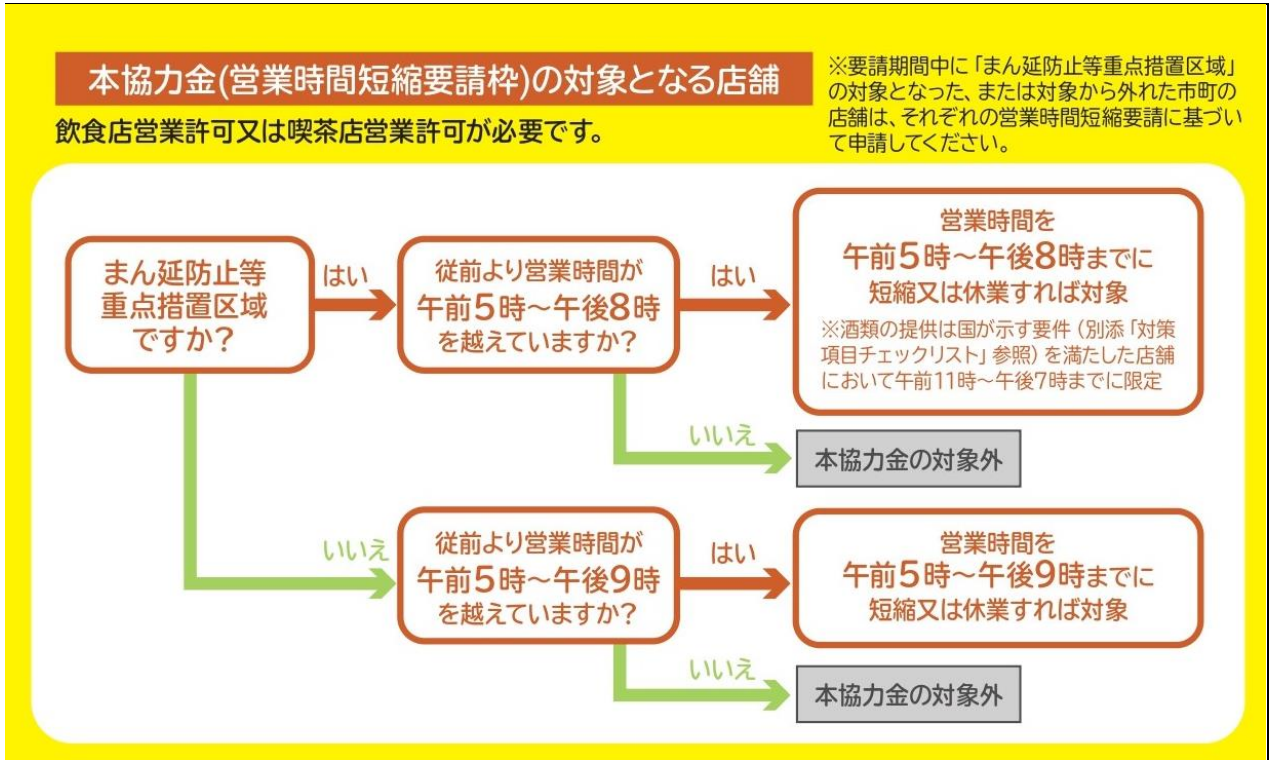 本協力金(営業時間短縮要請枠)の対象となる店舗
飲食店営業許可又は喫茶店営業許可が必要です。
※要請期間中に「まん延防止等重点措置区域」
の対象となった、または対象から外れた市町の
店舗は、それぞれの営業時間短縮要請に基づい
て申請してください。
まん延防止等
重点措置区域
ですか?
はい
従前より営業時間が
午前5時～午後8時
を越えていますか?
はい
営業時間を
午前5時～午後8時までに
短縮又は休業すれば対象
※酒類の提供は国が示す要件(別添「対策
項目チェックリスト」参照)を満たした店舗
において午前11時～午後7時までに限定
いいえ
本協力金の対象外
いいえ
従前より営業時間が
午前5時～午後9時
を越えていますか?
はい
営業時間を
午前5時～午後9時までに
短縮又は休業すれば対象
いいえ
本協力金の対象外